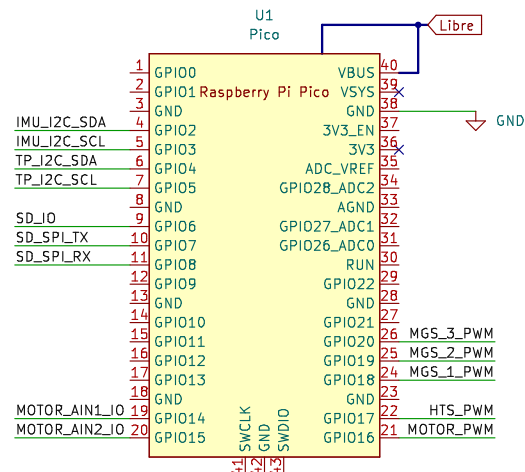 U1
Pico
Libre
1 GPIO0 VBUS 40
2 GPIO1 Raspberry Pi Pico VSYS 39
3 GND GND 38 GND
IMU_I2C_SDA 4 GPIO2 3V3_EN 37
IMU_I2C_SCL 5 GPIO3 3V3 36
TP_I2C_SDA 6 GPIO4 ADC_VREF 35
TP_I2C_SCL 7 GPIO5 GPIO28_ADC2 34
8 GND AGND 33
SD_IO 9 GPIO6 GPIO27_ADC1 32
SD_SPI_TX 10 GPIO7 GPIO26_ADC0 31
SD_SPI_RX 11 GPIO8 RUN 30
12 GPIO9 GPIO22 29
13 GND GND 28
14 GPIO10 GPIO21 27
15 GPIO11 GPIO20 26 MGS_3_PWM
16 GPIO12 GPIO19 25 MGS_2_PWM
17 GPIO13 GPIO18 24 MGS_1_PWM
18 GND GND 23
MOTOR_AIN1_IO 19 GPIO14 GPIO17 22 HTS_PWM
MOTOR_AIN2_IO 20 GPIO15 GPIO16 21 MOTOR_PWM
SWCLK GND SWDIO
41 42 43